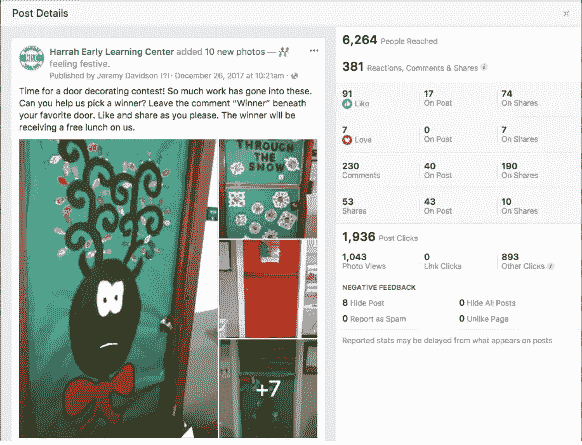 Post Details
Harrah Early Learning Center added 10 new photos —
feeling festive.
Published by Jeremy Davidson [?] · December 26, 2017 at 10:21am ·
Time for a door decorating contest! So much work has gone into these.
Can you help us pick a winner? Leave the comment "Winner" beneath
your favorite door. Like and share as you please. The winner will be
receiving a free lunch on us.
THROUGH
THE
SNOW
+7
6,264 People Reached
381 Reactions, Comments & Shares
91 Like
17 On Post
74 On Shares
7 Love
0 On Post
7 On Shares
230 Comments
40 On Post
190 On Shares
53 Shares
43 On Post
10 On Shares
1,936 Post Clicks
1,043 Photo Views
0 Link Clicks
893 Other Clicks
NEGATIVE FEEDBACK
8 Hide Post
0 Hide All Posts
0 Report as Spam
0 Unlike Page
Reported stats may be delayed from what appears on posts